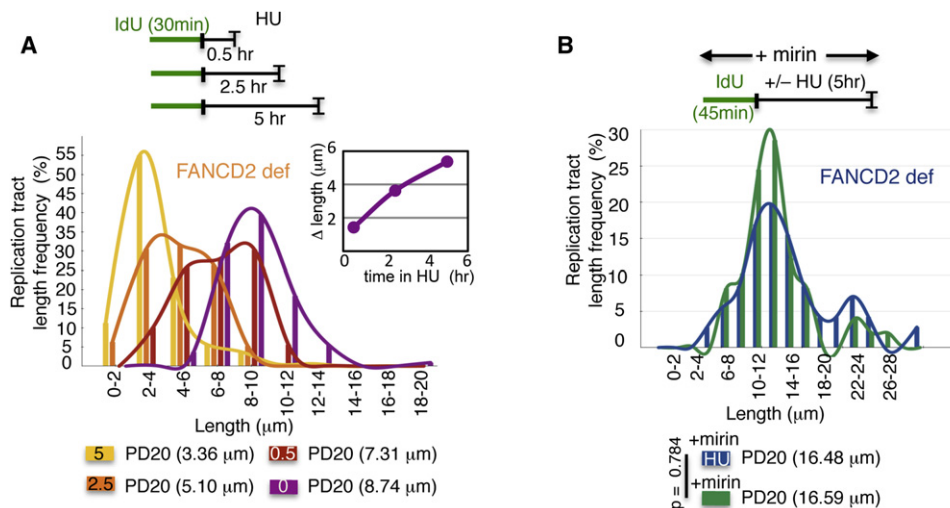 A
IdU (30min)
HU
0.5 hr
2.5 hr
5 hr
Replication tract
length frequency (%)
55
50
45
40
35
30
25
20
15
10
5
0
FANCD2 def
Δ length (μm)
6
4
2
0 2 4 6
time in HU (hr)
0-2
2-4
4-6
6-8
8-10
10-12
12-14
14-16
16-18
18-20
Length (μm)
5 PD20 (3.36 μm)
0.5 PD20 (7.31 μm)
2.5 PD20 (5.10 μm)
0 PD20 (8.74 μm)
B
+ mirin
IdU
+/– HU (5hr)
(45min)
Replication tract
length frequency (%)
30
25
20
15
10
5
0
FANCD2 def
0-2
2-4
6-8
10-12
14-16
18-20
22-24
26-28
Length (μm)
p = 0.784
+mirin
HU PD20 (16.48 μm)
+mirin
PD20 (16.59 μm)